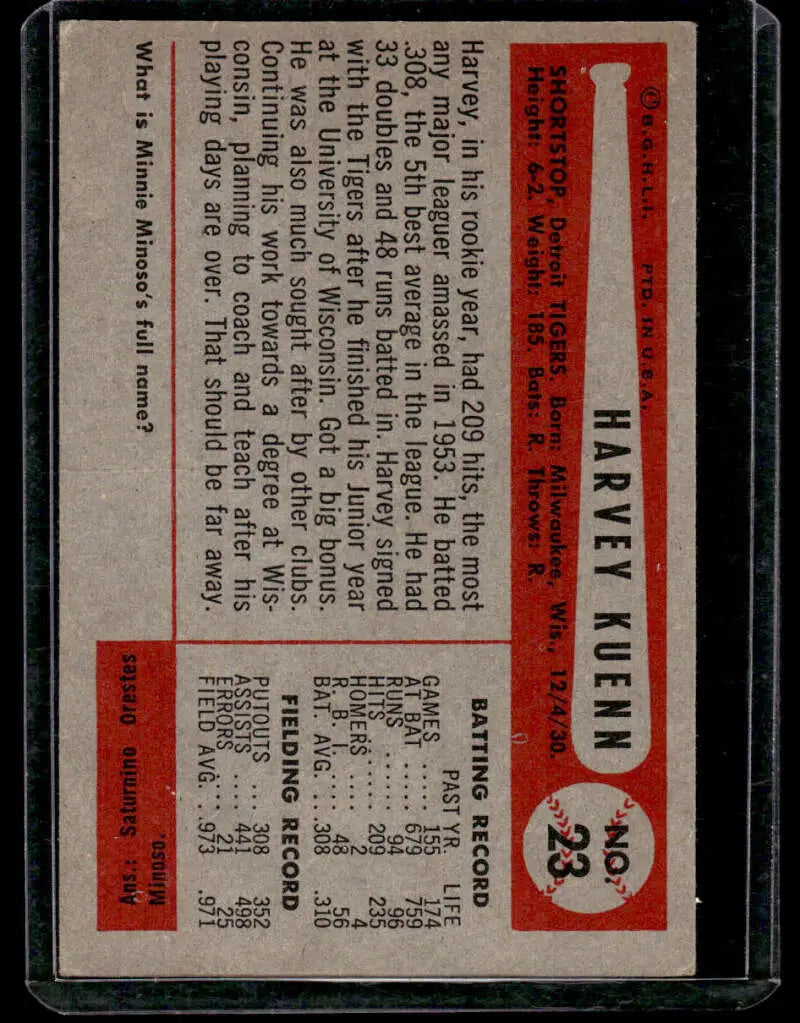 © B.G.H.L.I. PTD. IN U.S.A.
HARVEY KUENN
NO.
23
SHORTSTOP, Detroit TIGERS. Born: Milwaukee, Wis., 12/4/30.
Height: 6-2. Weight: 185. Bats: R. Throws: R.
Harvey, in his rookie year, had 209 hits, the most
any major leaguer amassed in 1953. He batted
.308, the 5th best average in the league. He had
33 doubles and 48 runs batted in. Harvey signed
with the Tigers after he finished his Junior year
at the University of Wisconsin. Got a big bonus.
He was also much sought after by other clubs.
Continuing his work towards a degree at Wis-
consin, planning to coach and teach after his
playing days are over. That should be far away.
BATTING RECORD
PAST YR. LIFE
GAMES ..... 155 174
AT BAT ..... 679 759
RUNS ...... 94 96
HITS ...... 209 235
HOMERS .... 2 4
R. B. I. .... 48 56
BAT. AVG. ... .308 .310
FIELDING RECORD
PUTOUTS ... 308 352
ASSISTS .... 441 498
ERRORS .... 21 25
FIELD AVG. .. .973 .971
What is Minnie Minoso's full name?
Ans.: Saturnino Orestes
Minoso.